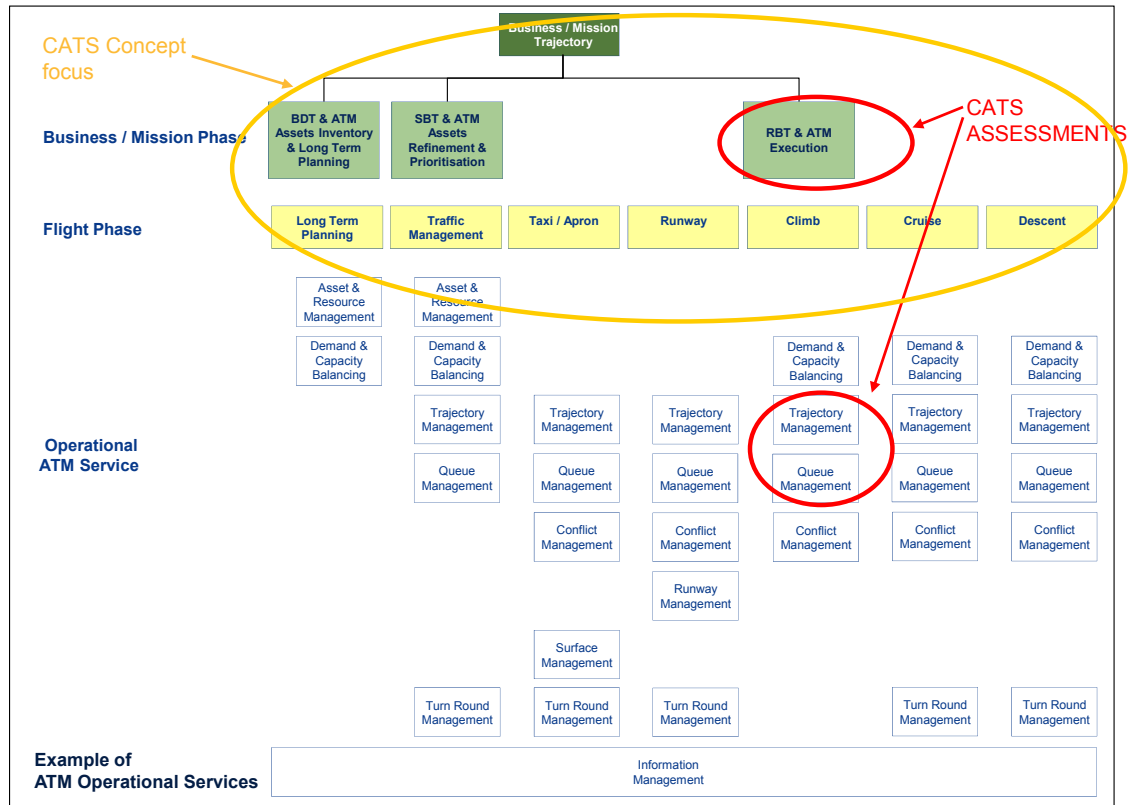 Business / Mission
Trajectory
CATS Concept
focus
CATS
ASSESSMENTS
Business / Mission Phase
BDT & ATM
Assets Inventory
& Long Term
Planning
SBT & ATM
Assets
Refinement &
Prioritisation
RBT & ATM
Execution
Flight Phase
Long Term
Planning
Traffic
Management
Taxi / Apron
Runway
Climb
Cruise
Descent
Asset &
Resource
Management
Asset &
Resource
Management
Demand &
Capacity
Balancing
Demand &
Capacity
Balancing
Demand &
Capacity
Balancing
Demand &
Capacity
Balancing
Demand &
Capacity
Balancing
Operational
ATM Service
Trajectory
Management
Trajectory
Management
Trajectory
Management
Trajectory
Management
Trajectory
Management
Trajectory
Management
Queue
Management
Queue
Management
Queue
Management
Queue
Management
Queue
Management
Queue
Management
Conflict
Management
Conflict
Management
Conflict
Management
Conflict
Management
Conflict
Management
Runway
Management
Surface
Management
Turn Round
Management
Turn Round
Management
Turn Round
Management
Turn Round
Management
Turn Round
Management
Example of
ATM Operational Services
Information
Management